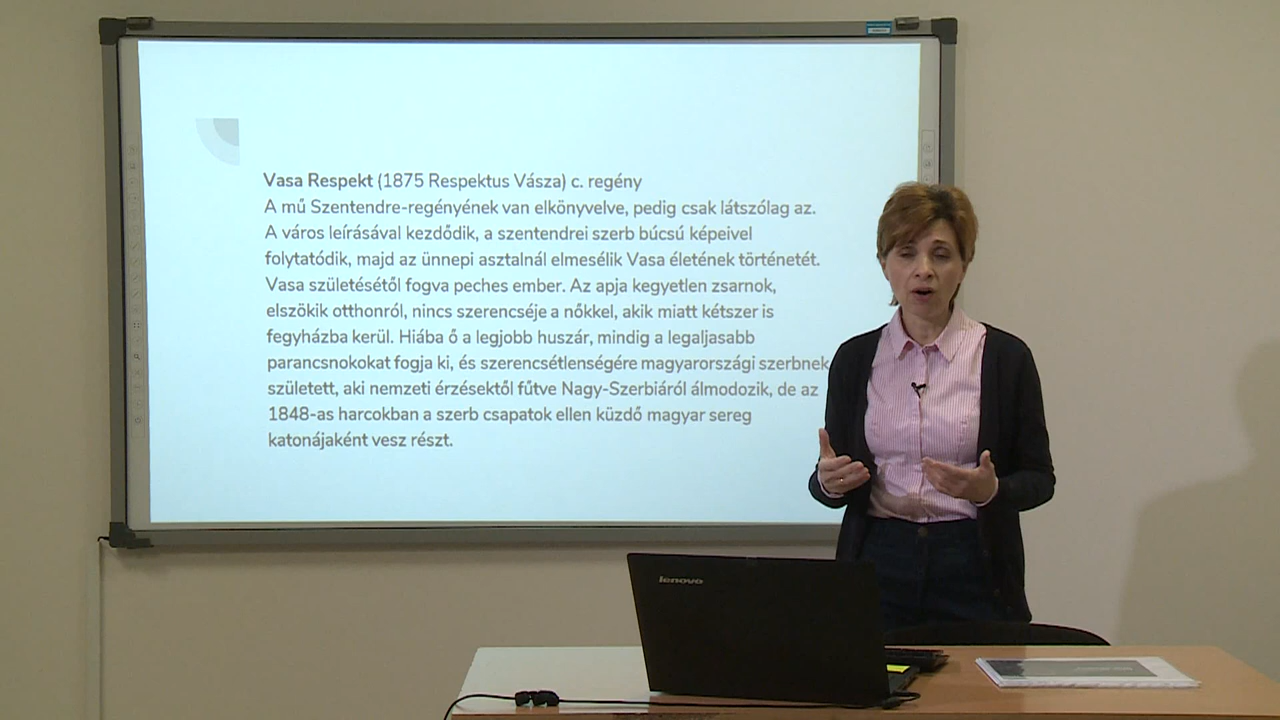 Vasa Respekt (1875 Respektus Vásza) c. regény
A mű Szentendre-regényének van elkönyvelve, pedig csak látszólag az.
A város leírásával kezdődik, a szentendrei szerb búcsú képeivel
folytatódik, majd az ünnepi asztalnál elmesélik Vasa életének történetét.
Vasa születésétől fogva peches ember. Az apja kegyetlen zsarnok,
elszökik otthonról, nincs szerencséje a nőkkel, akik miatt kétszer is
fegyházba kerül. Hiába ő a legjobb huszár, mindig a legaljasabb
parancsnokokat fogja ki, és szerencsétlenségére magyarországi szerbnek
született, aki nemzeti érzésektől fűtve Nagy-Szerbiáról álmodozik, de az
1848-as harcokban a szerb csapatok ellen küzdő magyar sereg
katonájaként vesz részt.
lenovo